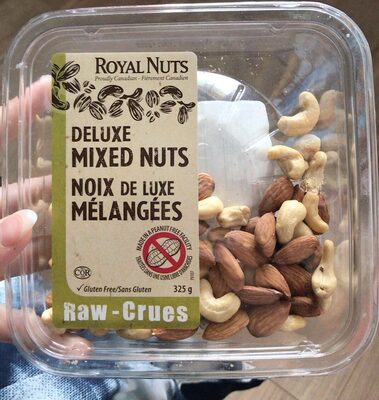 ROYAL NUTS
Proudly Canadian - Fièrement Canadien
DELUXE
MIXED NUTS
NOIX DE LUXE
MÉLANGÉES
MADE IN A PEANUT FREE FACILITY
COR
✓ Gluten Free/Sans Gluten
325 g
Raw - Crues